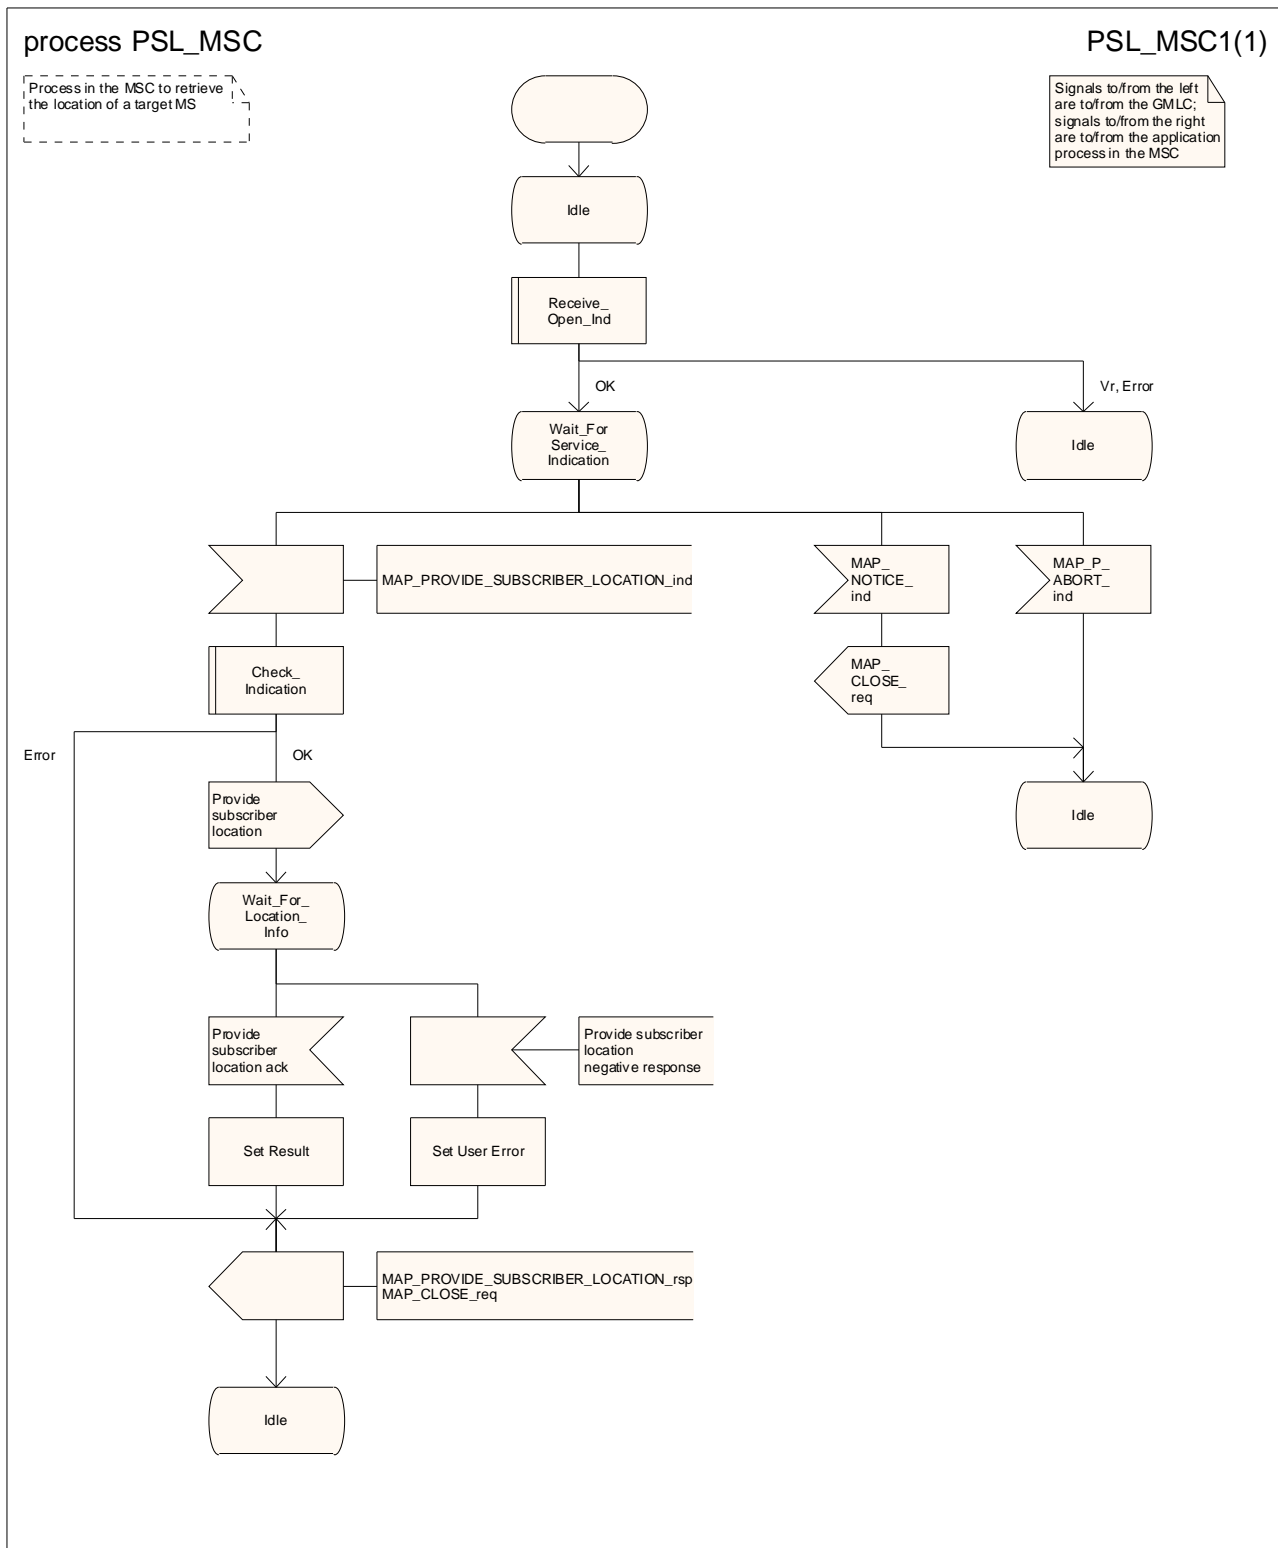 process PSL_MSC
PSL_MSC1(1)
Process in the MSC to retrieve
the location of a target MS
Signals to/from the left
are to/from the GMLC;
signals to/from the right
are to/from the application
process in the MSC
Idle
Receive_
Open_Ind
OK
Vr, Error
Wait_For
Service_
Indication
Idle
MAP_PROVIDE_SUBSCRIBER_LOCATION_ind
MAP_
NOTICE_
ind
MAP_P_
ABORT_
ind
Check_
Indication
MAP_
CLOSE_
req
Error
OK
Provide
subscriber
location
Idle
Wait_For_
Location_
Info
Provide
subscriber
location ack
Provide subscriber
location
negative response
Set Result
Set User Error
MAP_PROVIDE_SUBSCRIBER_LOCATION_rsp
MAP_CLOSE_req
Idle